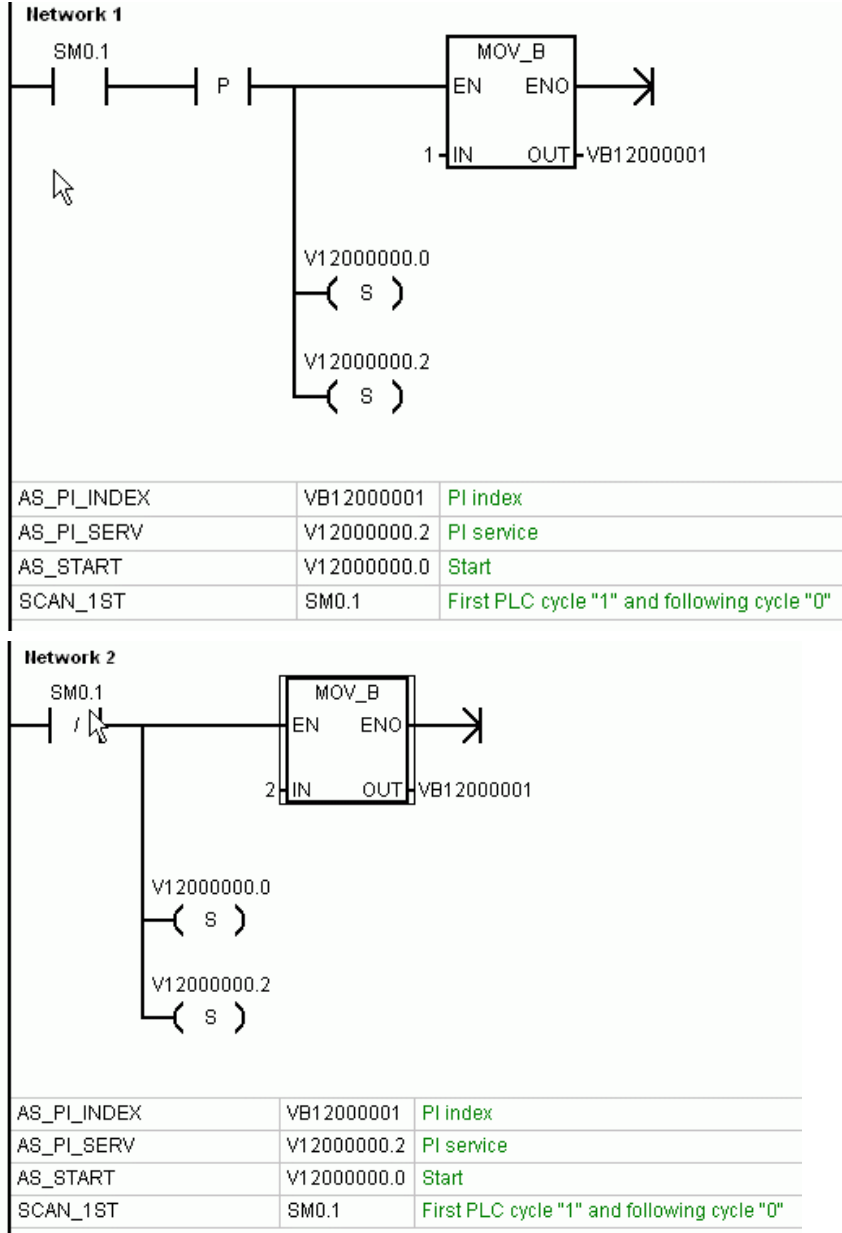 Network 1
SM0.1
P
MOV_B
EN ENO
1 IN OUT VB12000001
V12000000.0
S
V12000000.2
S
AS_PI_INDEX VB12000001 PI index
AS_PI_SERV V12000000.2 PI service
AS_START V12000000.0 Start
SCAN_1ST SM0.1 First PLC cycle "1" and following cycle "0"
Network 2
SM0.1
/
MOV_B
EN ENO
2 IN OUT VB12000001
V12000000.0
S
V12000000.2
S
AS_PI_INDEX VB12000001 PI index
AS_PI_SERV V12000000.2 PI service
AS_START V12000000.0 Start
SCAN_1ST SM0.1 First PLC cycle "1" and following cycle "0"